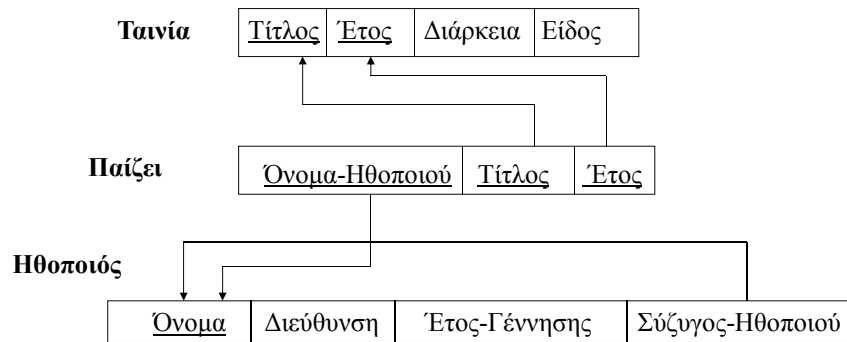 Ταινία Τίτλος Έτος Διάρκεια Είδος
Παίζει Όνομα-Ηθοποιού Τίτλος Έτος
Ηθοποιός
Όνομα Διεύθυνση Έτος-Γέννησης Σύζυγος-Ηθοποιού